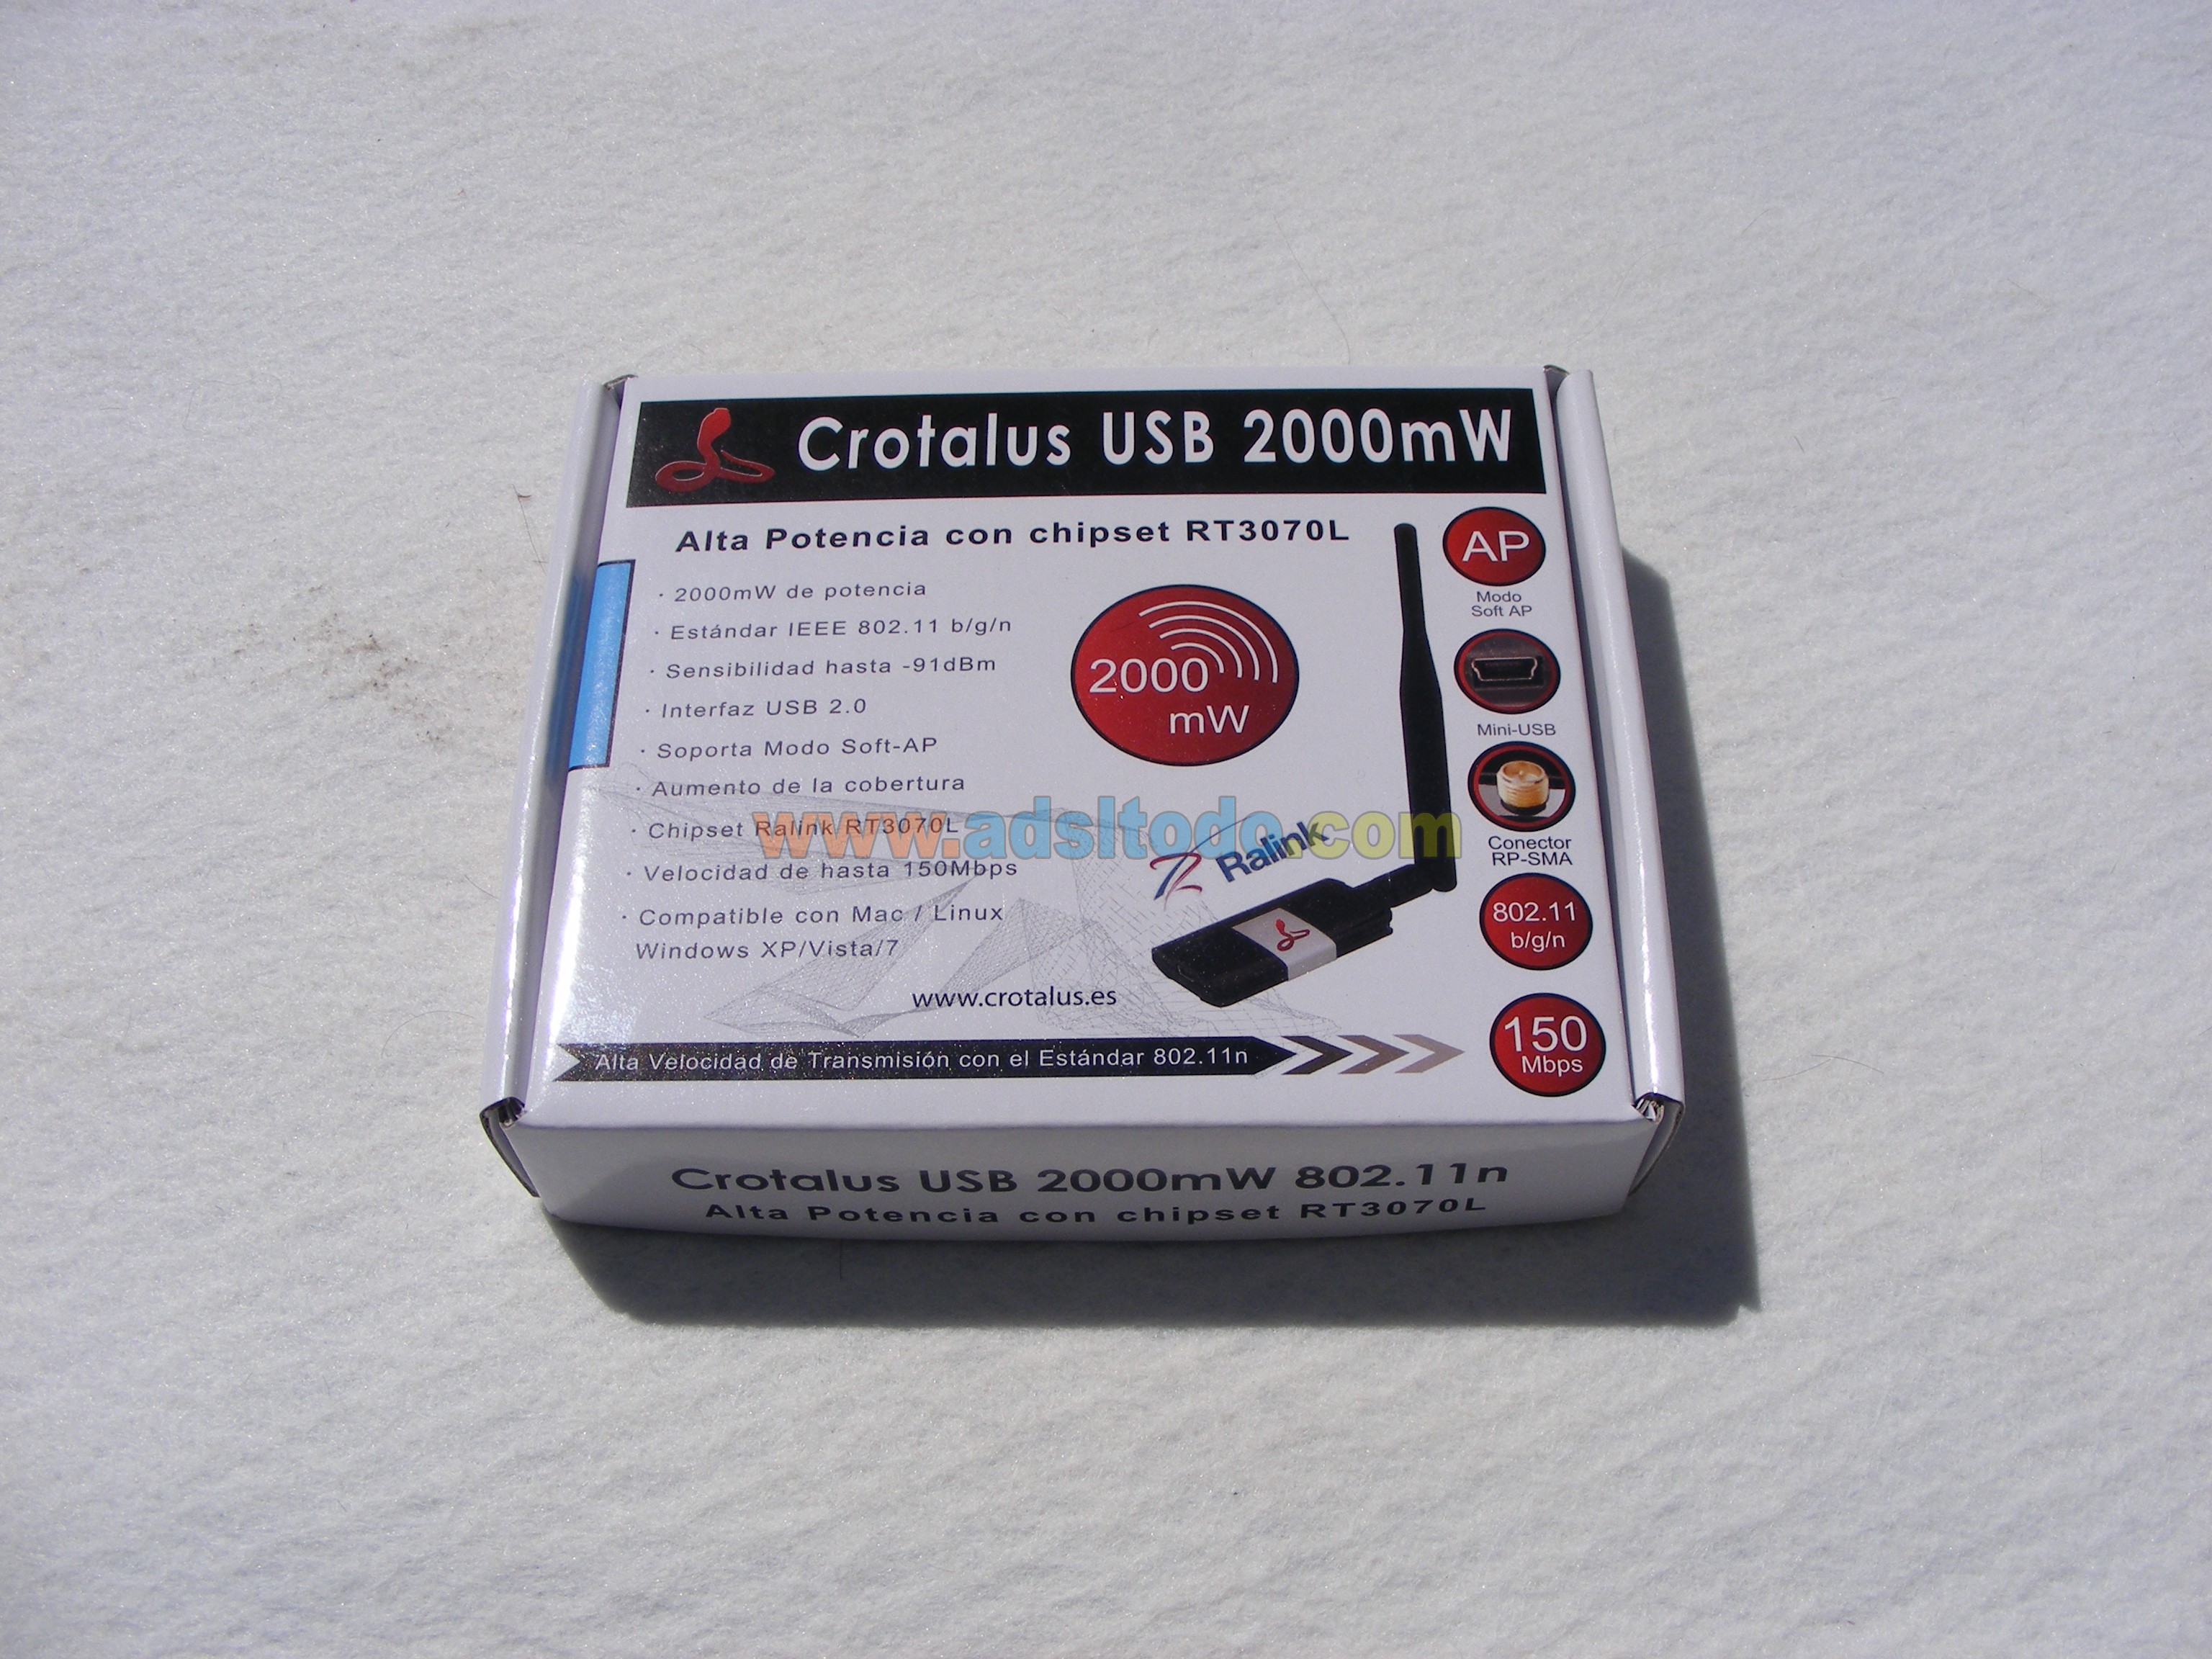 Crotalus USB 2000mW
Alta Potencia con chipset RT3070L
· 2000mW de potencia
· Estándar IEEE 802.11 b/g/n
· Sensibilidad hasta -91dBm
· Interfaz USB 2.0
· Soporta Modo Soft-AP
· Aumento de la cobertura
· Chipset Ralink RT3070L
· Velocidad de hasta 150Mbps
· Compatible con Mac / Linux
Windows XP/Vista/7
www.crotalus.es
2000
mW
Ralink
AP
Modo
Soft AP
Mini-USB
Conector
RP-SMA
802.11
b/g/n
150
Mbps
Alta Velocidad de Transmisión con el Estándar 802.11n
Crotalus USB 2000mW 802.11n
Alta Potencia con chipset RT3070L
www.adsltodo.com